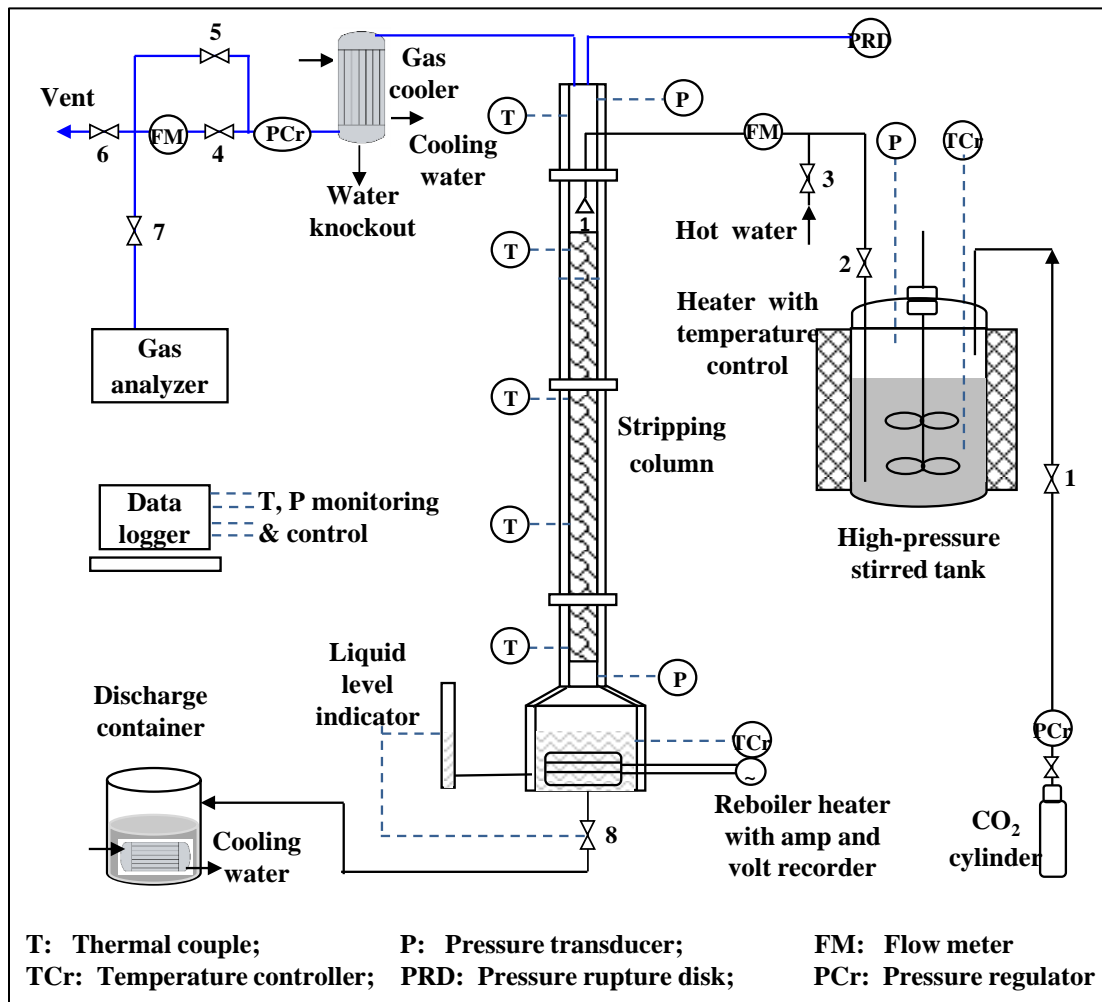 5
PRD
Gas
cooler
Vent
T
P
FM
PCr
6
4
Cooling
water
Water
knockout
FM
P
TCr
3
1
7
T
Hot water
2
Heater with
temperature
control
Gas
analyzer
T
Stripping
column
1
Data
logger
T, P monitoring
& control
T
High-pressure
stirred tank
T
P
Liquid
level
indicator
Discharge
container
PCr
TCr
~
8
Reboiler heater
with amp and
volt recorder
CO₂
cylinder
Cooling
water
T: Thermal couple; P: Pressure transducer; FM: Flow meter
TCr: Temperature controller; PRD: Pressure rupture disk; PCr: Pressure regulator